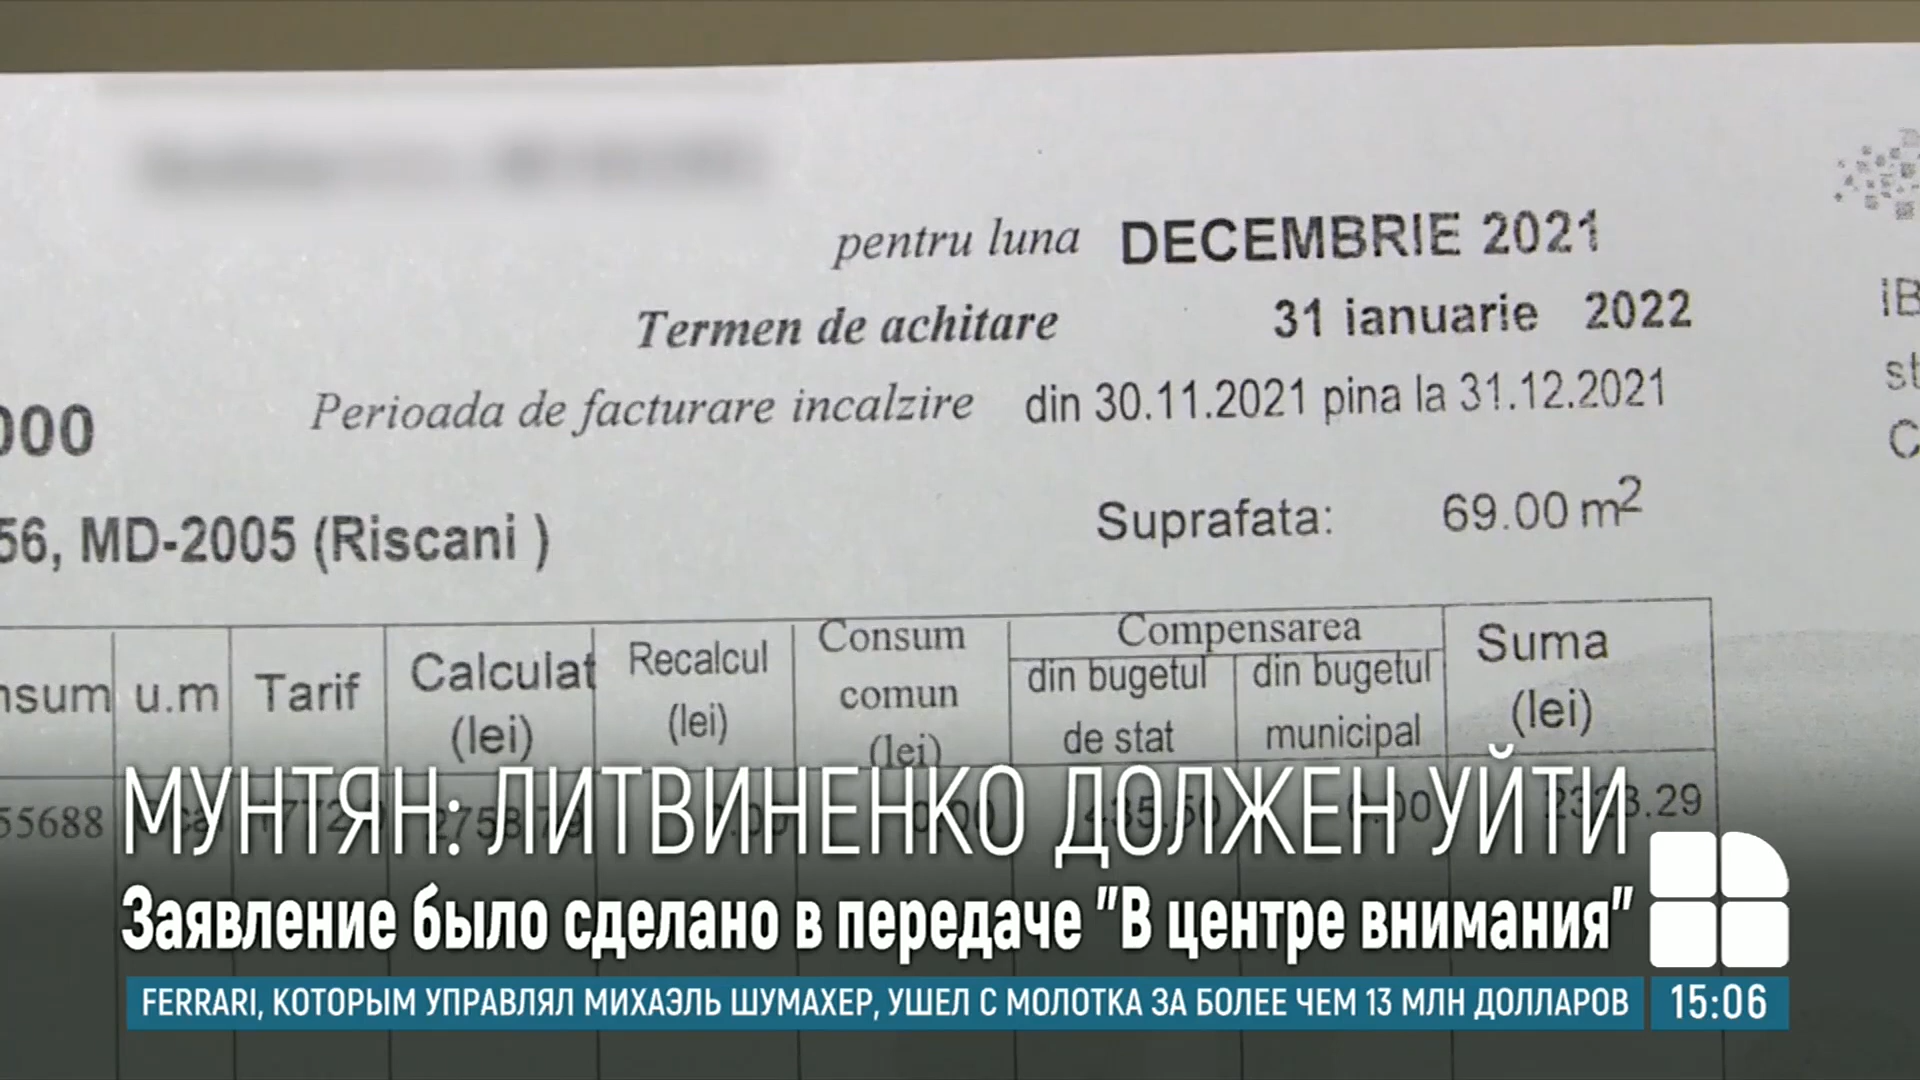 pentru luna DECEMBRIE 2021
Termen de achitare 31 ianuarie 2022
Perioada de facturare incalzire din 30.11.2021 pina la 31.12.2021
000
56, MD-2005 (Riscani )
Suprafata: 69.00 m2
IB
st
C
nsum u.m Tarif Calculat (lei) Recalcul (lei) Consum comun (lei) Compensarea din bugetul de stat din bugetul municipal Suma (lei)
55688
МУНТЯН: ЛИТВИНЕНКО ДОЛЖЕН УЙТИ
Заявление было сделано в передаче "В центре внимания"
FERRARI, КОТОРЫМ УПРАВЛЯЛ МИХАЭЛЬ ШУМАХЕР, УШЕЛ С МОЛОТКА ЗА БОЛЕЕ ЧЕМ 13 МЛН ДОЛЛАРОВ 15:06